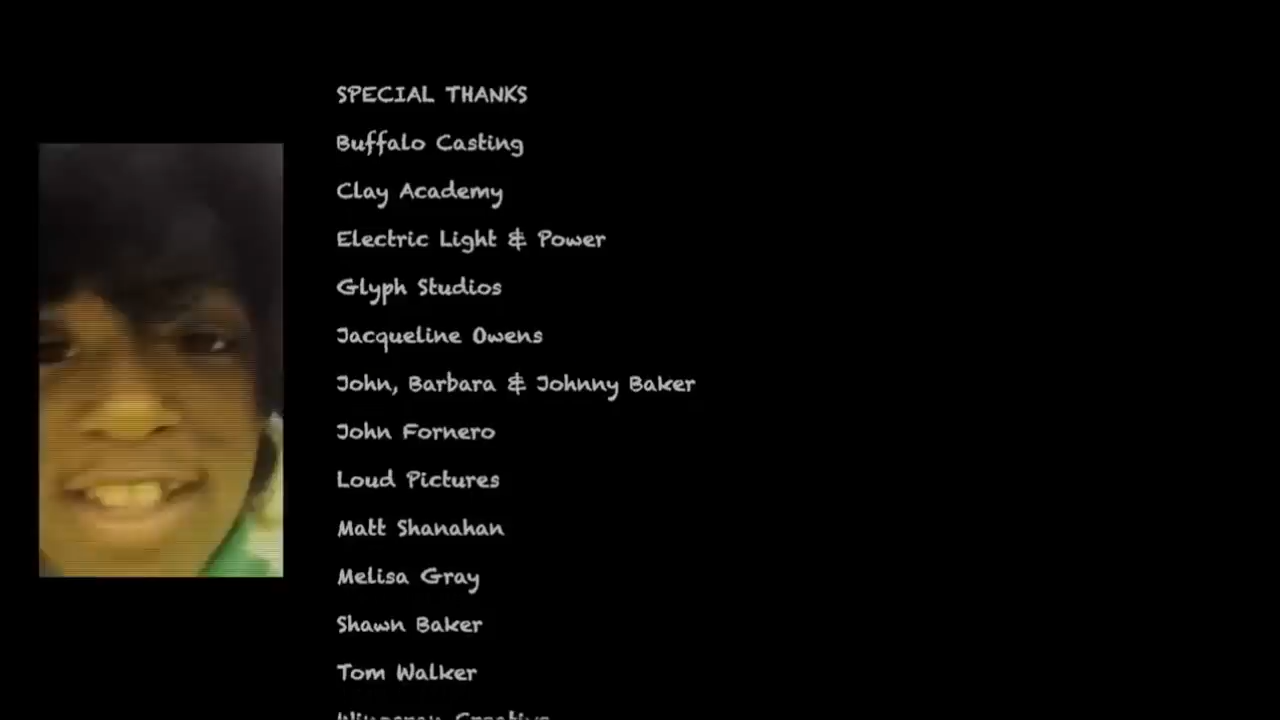 SPECIAL THANKS
Buffalo Casting
Clay Academy
Electric Light & Power
Glyph Studios
Jacqueline Owens
John, Barbara & Johnny Baker
John Fornero
Loud Pictures
Matt Shanahan
Melisa Gray
Shawn Baker
Tom Walker